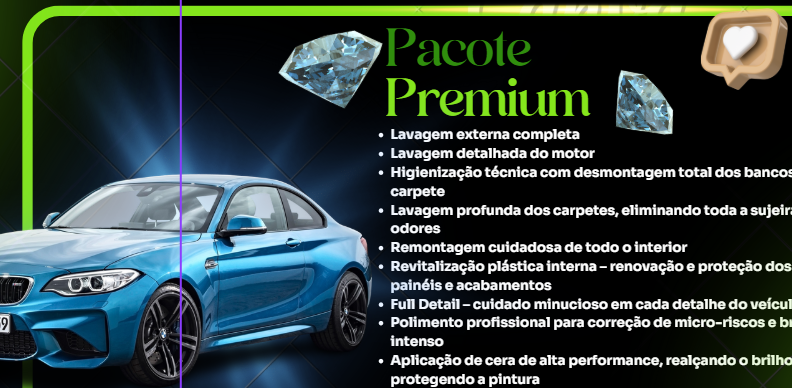 Pacote
Premium
• Lavagem externa completa
• Lavagem detalhada do motor
• Higienização técnica com desmontagem total dos bancos
carpete
• Lavagem profunda dos carpetes, eliminando toda a sujeira
odores
• Remontagem cuidadosa de todo o interior
• Revitalização plástica interna – renovação e proteção dos
painéis e acabamentos
• Full Detail – cuidado minucioso em cada detalhe do
• Polimento profissional para correção de micro-riscos e
intenso
• Aplicação de cera de alta performance, realçando o brilho
protegendo a pintura